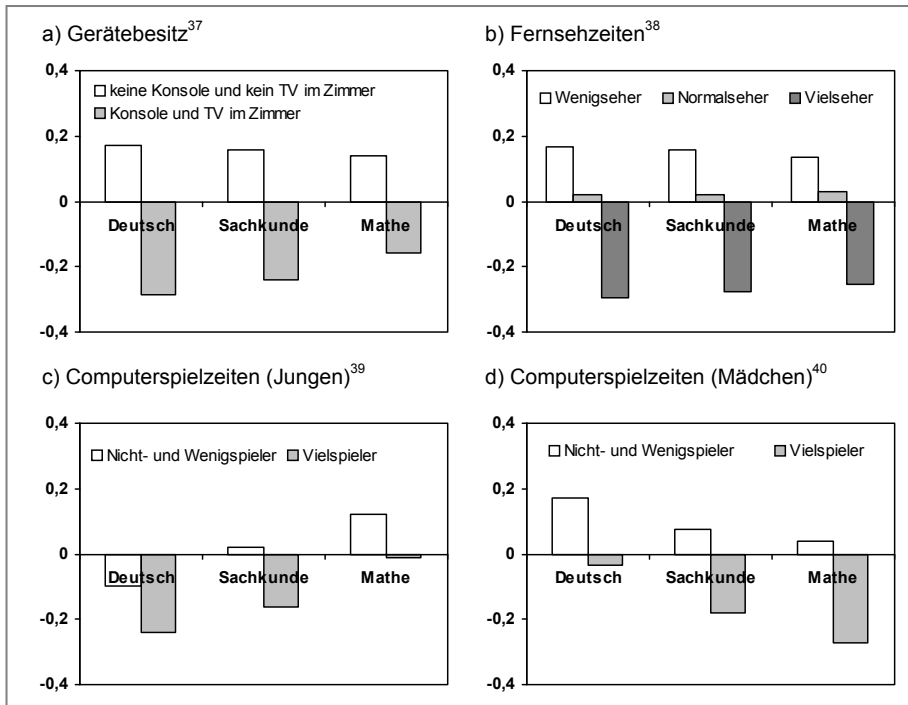 a) Gerätebesitz37
0,4
keine Konsole und kein TV im Zimmer
Konsole und TV im Zimmer
0,2
0
Deutsch Sachkunde Mathe
-0,2
-0,4
b) Fernsehzeiten38
0,4
Wenigseher Normalseher Vielseher
0,2
0
Deutsch Sachkunde Mathe
-0,2
-0,4
c) Computerspielzeiten (Jungen)39
0,4
Nicht- und Wenigspieler Vielspieler
0,2
0
Deutsch Sachkunde Mathe
-0,2
-0,4
d) Computerspielzeiten (Mädchen)40
0,4
Nicht- und Wenigspieler Vielspieler
0,2
0
Deutsch Sachkunde Mathe
-0,2
-0,4